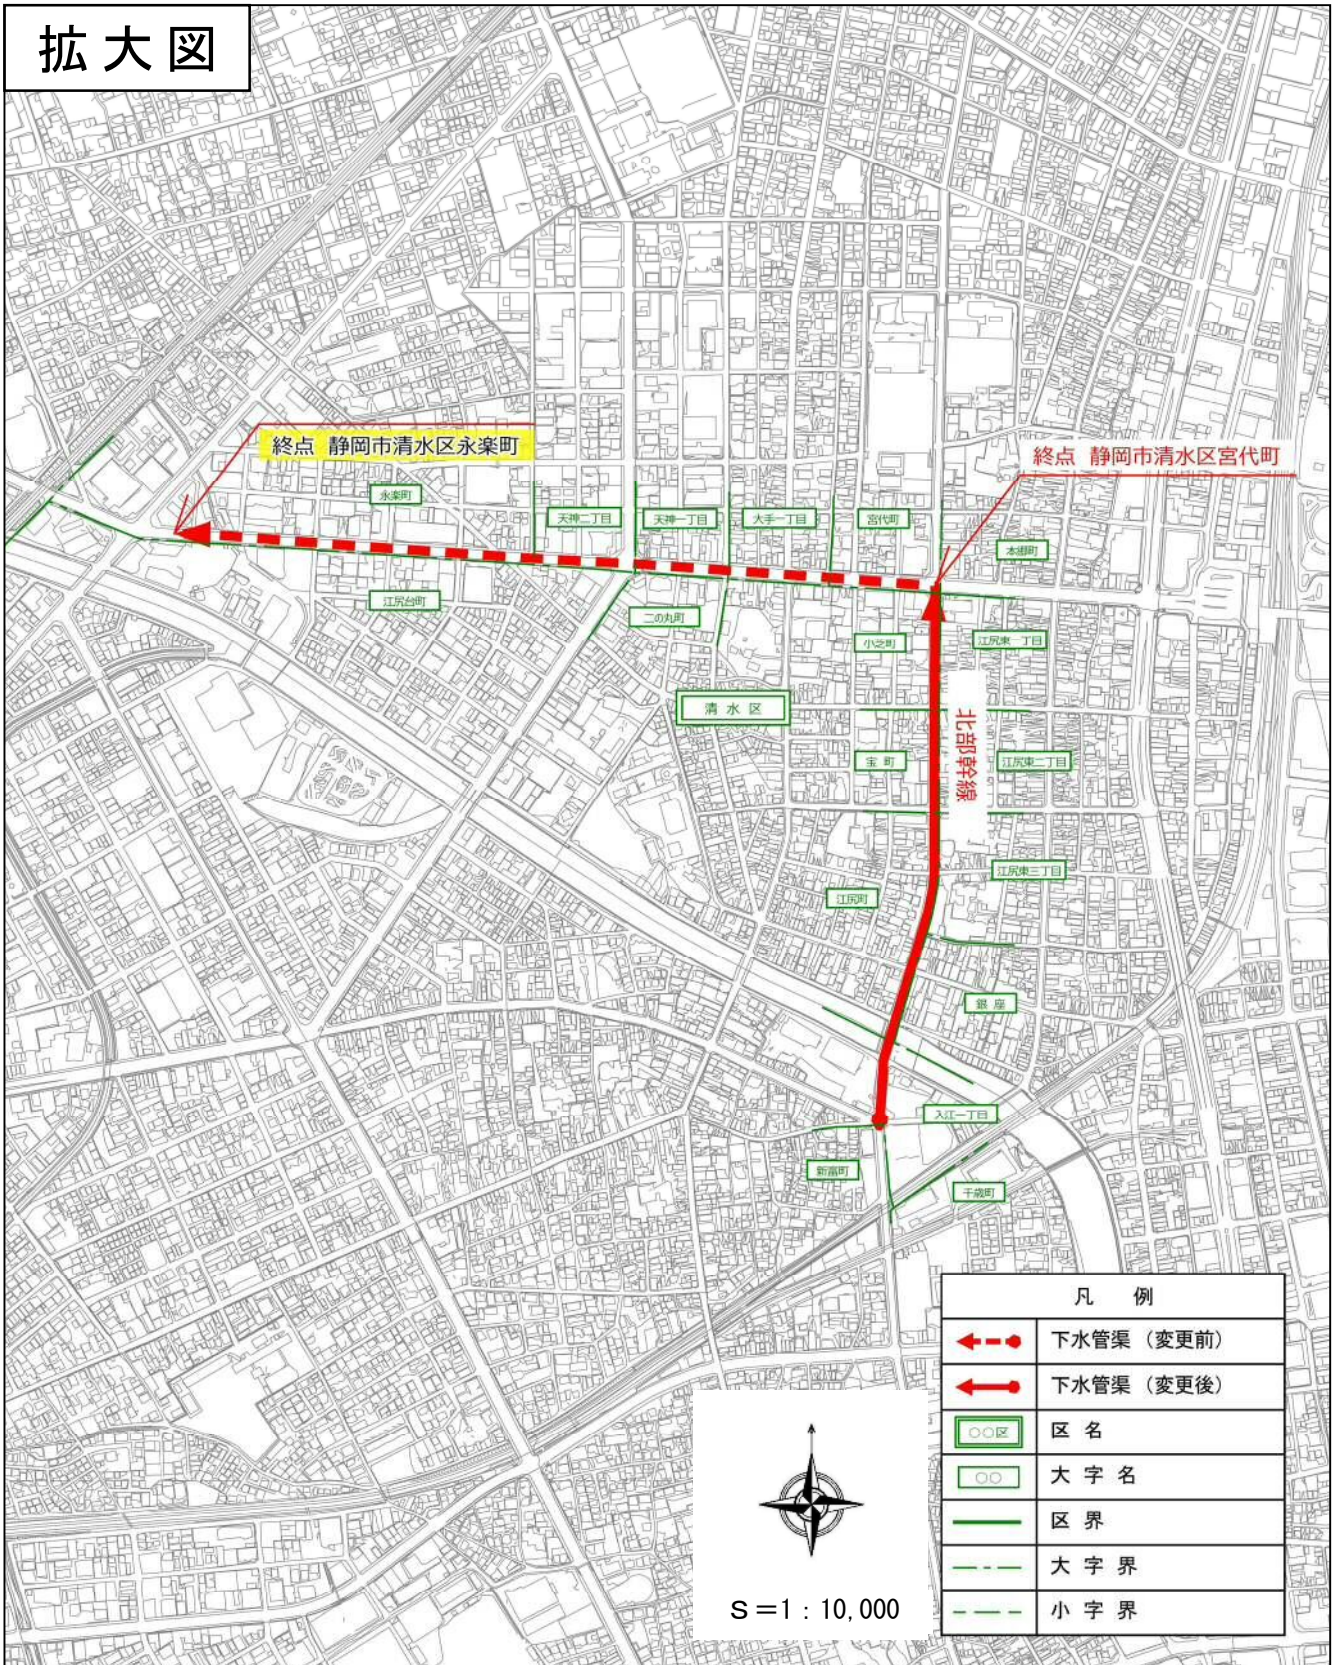 拡大図
終点 静岡市清水区永楽町
終点 静岡市清水区宮代町
永楽町
天神二丁目
天神一丁目
大手一丁目
宮代町
本郷町
江尻台町
二の丸町
小芝町
江尻東一丁目
清水区
北部幹線
宝町
江尻東二丁目
江尻町
江尻東三丁目
銀座
入江一丁目
新富町
千歳町
凡 例
下水管渠（変更前）
下水管渠（変更後）
○○区 区名
○○ 大字名
区界
大字界
小字界
S=1：10,000